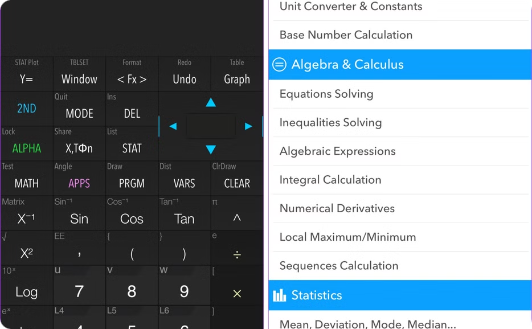 STAT Plot TBLSET Format Redo Table
Y= Window < Fx > Undo Graph
Quit Ins
2ND MODE DEL
Lock Share List
ALPHA X,TΦn STAT
Test Angle Draw Dist ClrDraw
MATH APPS PRGM VARS CLEAR
Matrix Sin⁻¹ Cos⁻¹ Tan⁻¹ π
X⁻¹ Sin Cos Tan ^
√ EE { } e
X² , ( ) ÷
10ˣ U V W [
Log 7 8 9 ×
eˣ L4 L5 L6 ]
Unit Converter & Constants
Base Number Calculation
Algebra & Calculus
Equations Solving
Inequalities Solving
Algebraic Expressions
Integral Calculation
Numerical Derivatives
Local Maximum/Minimum
Sequences Calculation
Statistics
Mean, Deviation, Mode, Median...